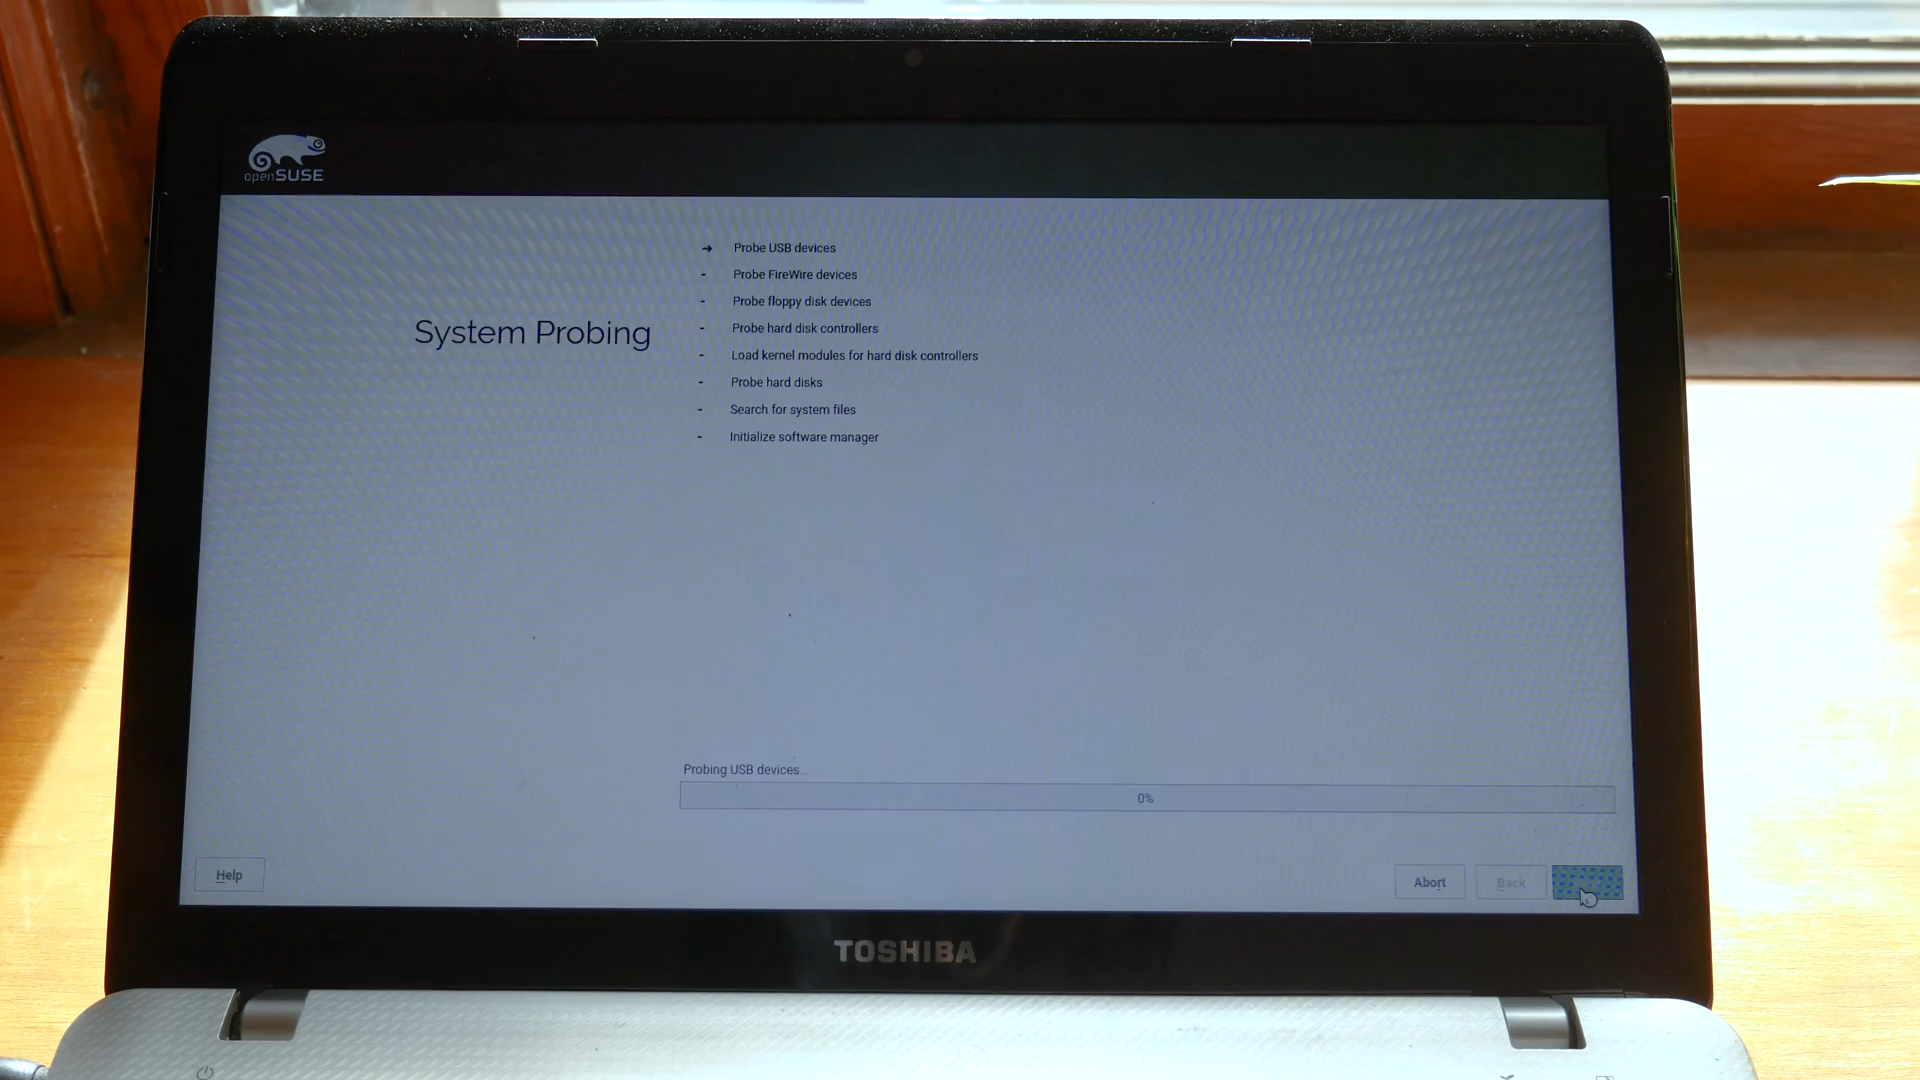 openSUSE
System Probing
→ Probe USB devices
- Probe FireWire devices
- Probe floppy disk devices
- Probe hard disk controllers
- Load kernel modules for hard disk controllers
- Probe hard disks
- Search for system files
- Initialize software manager
Probing USB devices...
0%
Help
Abort
Back
TOSHIBA